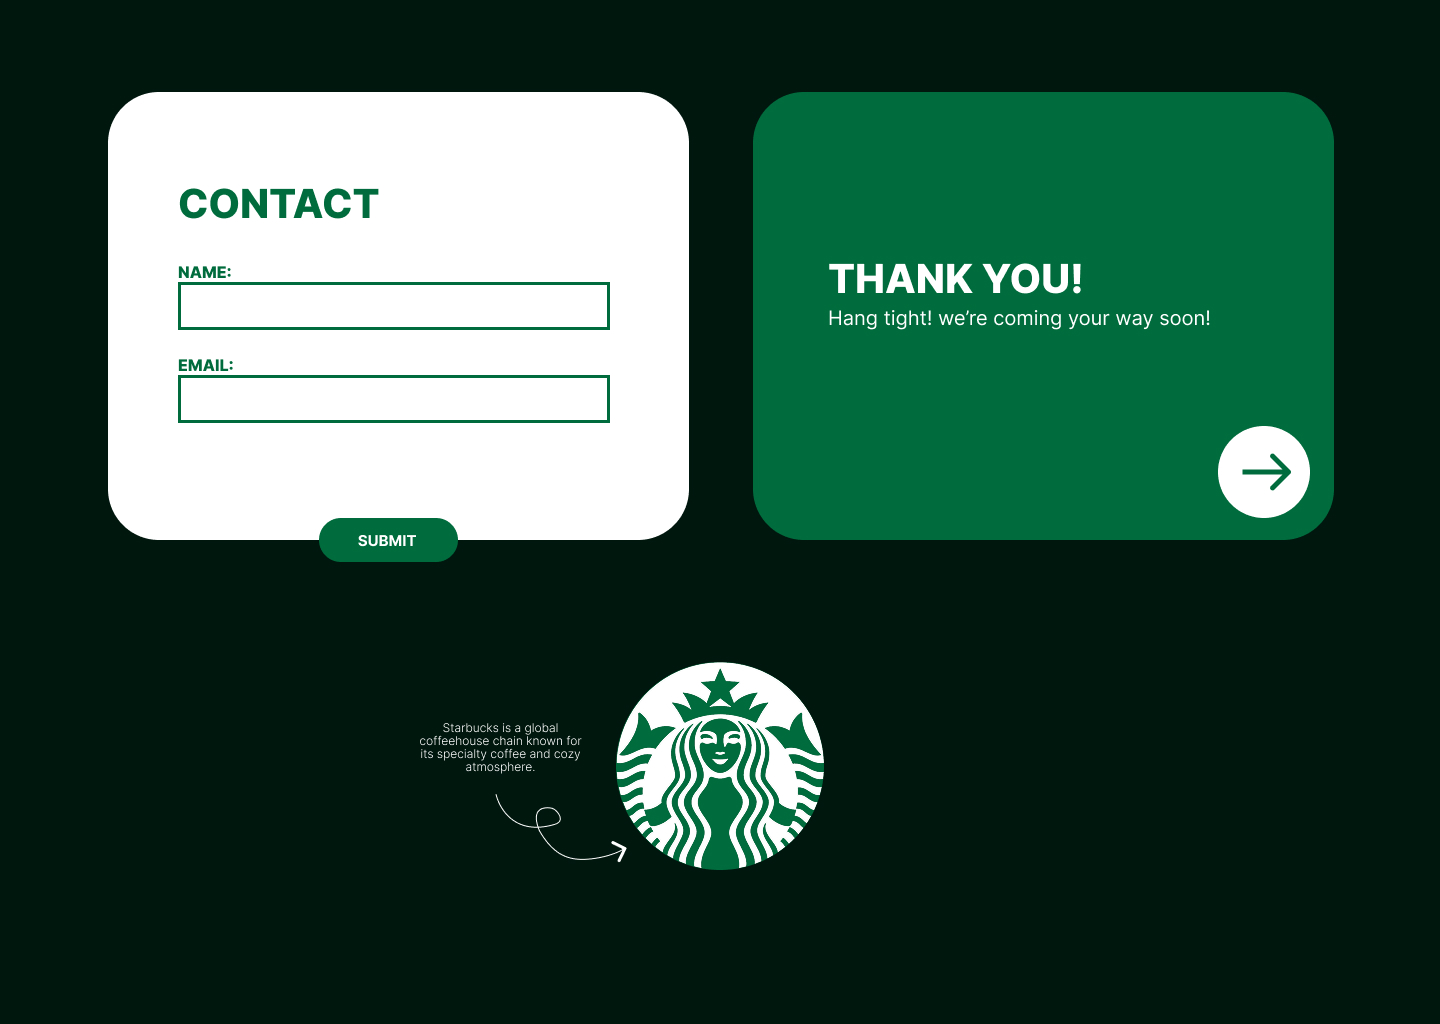 CONTACT
NAME:
EMAIL:
SUBMIT
THANK YOU!
Hang tight! we’re coming your way soon!
Starbucks is a global
coffeehouse chain known for
its specialty coffee and cozy
atmosphere.